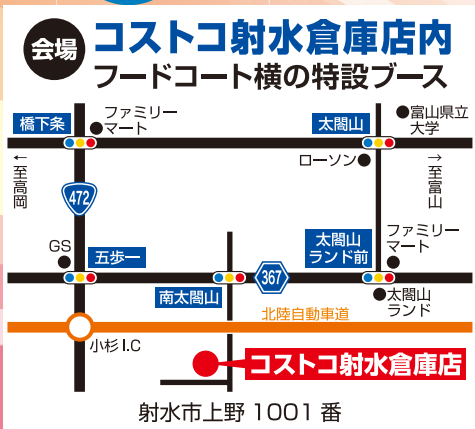 会場
コストコ射水倉庫店内
フードコート横の特設ブース
橋下条
ファミリー
マート
太閤山
富山県立
大学
ローソン
←至高岡
→至富山
472
GS
五歩一
太閤山
ランド前
ファミリー
マート
南太閤山
367
太閤山
ランド
北陸自動車道
小杉I.C
コストコ射水倉庫店
射水市上野1001番